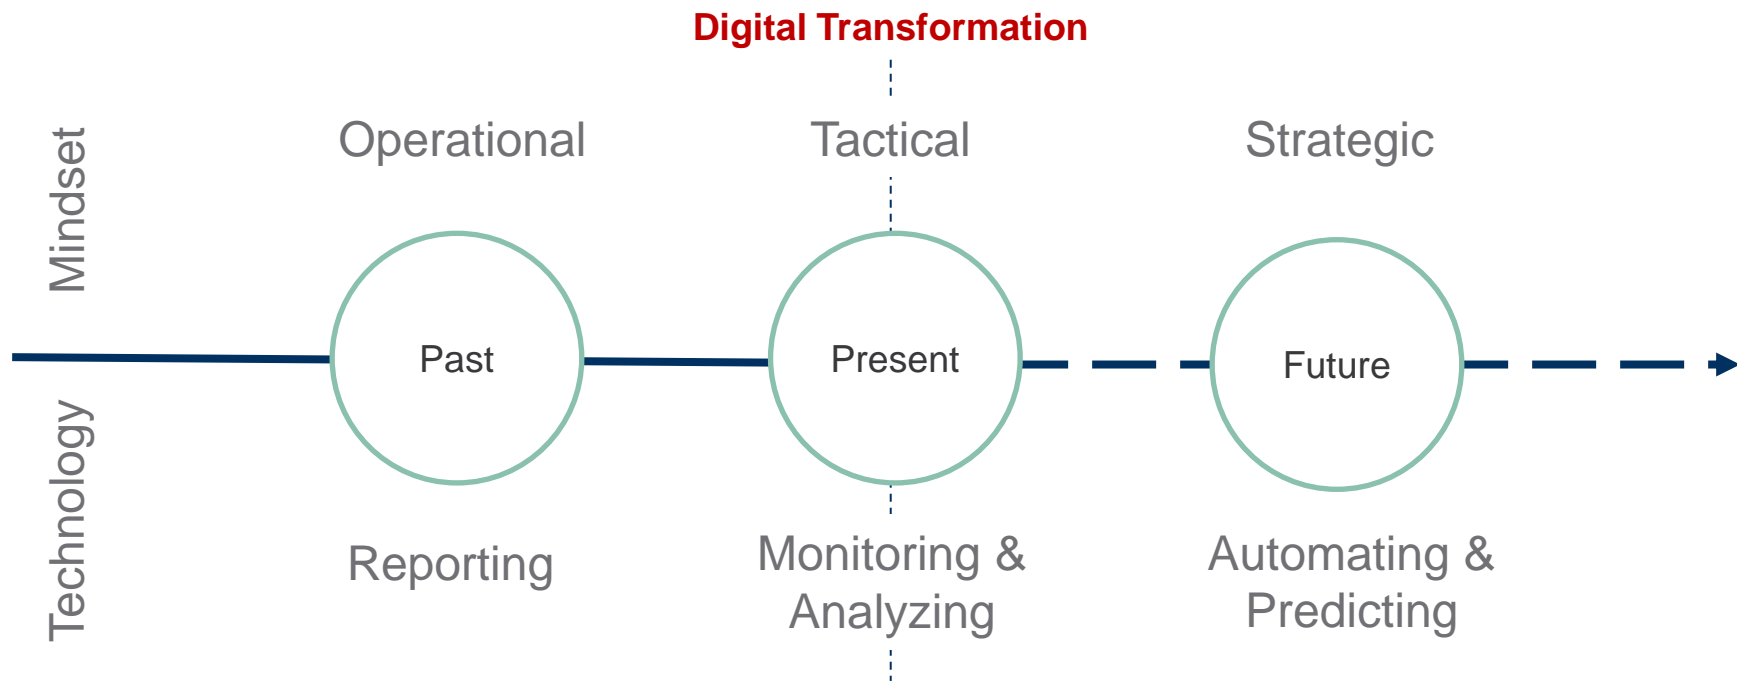 Digital Transformation
Mindset
Operational
Tactical
Strategic
Past
Present
Future
Technology
Reporting
Monitoring &
Analyzing
Automating &
Predicting